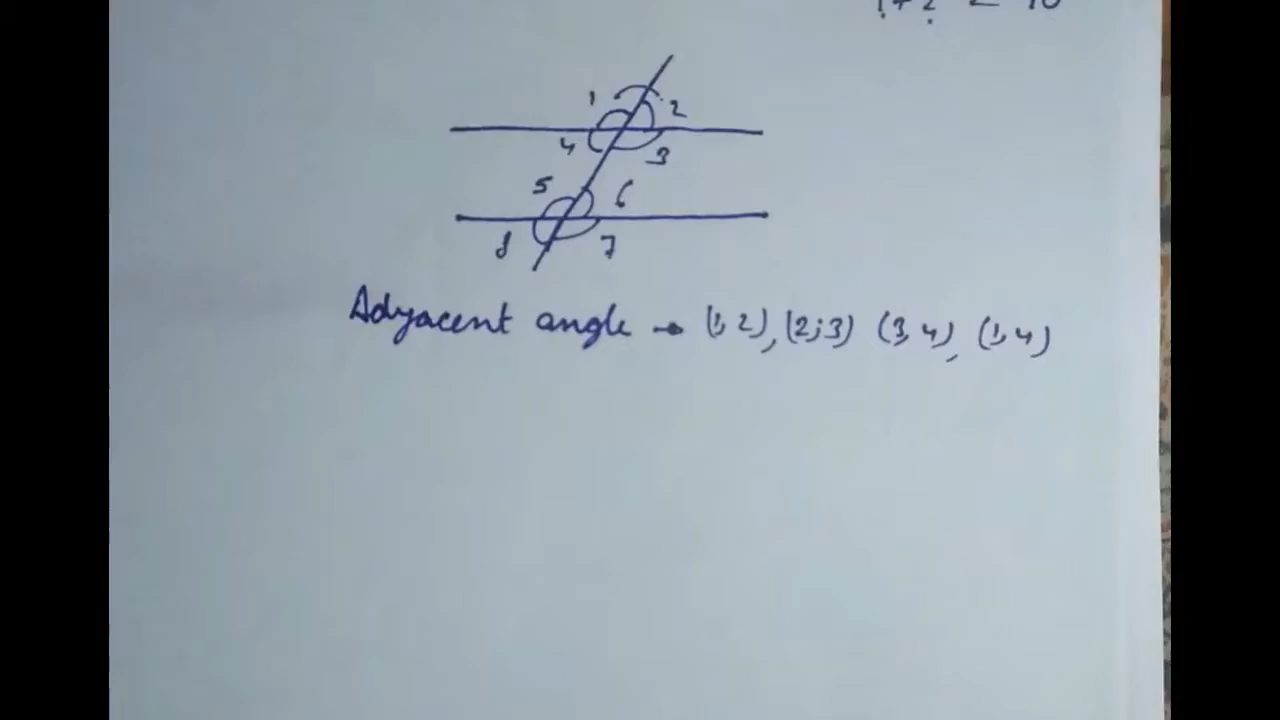 1 2
4 3
5 6
8 7
Adjacent angle → (1, 2), (2, 3) (3, 4), (1, 4)